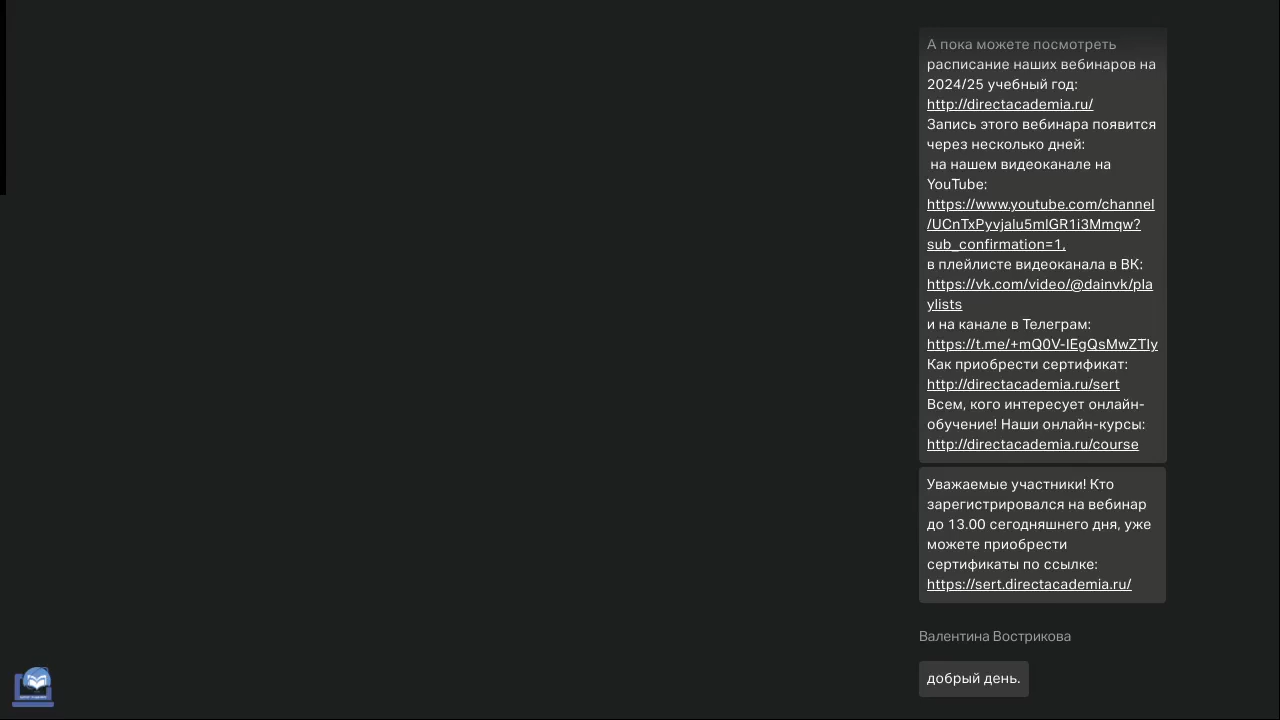 А пока можете посмотреть
расписание наших вебинаров на
2024/25 учебный год:
http://directacademia.ru/
Запись этого вебинара появится
через несколько дней:
на нашем видеоканале на
YouTube:
https://www.youtube.com/channel
/UCnTxPyvjalu5mlGR1i3Mmqw?
sub_confirmation=1,
в плейлисте видеоканала в ВК:
https://vk.com/video/@dainvk/pla
ylists
и на канале в Телеграм:
https://t.me/+mQ0V-IEgQsMwZTIy
Как приобрести сертификат:
http://directacademia.ru/sert
Всем, кого интересует онлайн-
обучение! Наши онлайн-курсы:
http://directacademia.ru/course
Уважаемые участники! Кто
зарегистрировался на вебинар
до 13.00 сегодняшнего дня, уже
можете приобрести
сертификаты по ссылке:
https://sert.directacademia.ru/
Валентина Вострикова
добрый день.